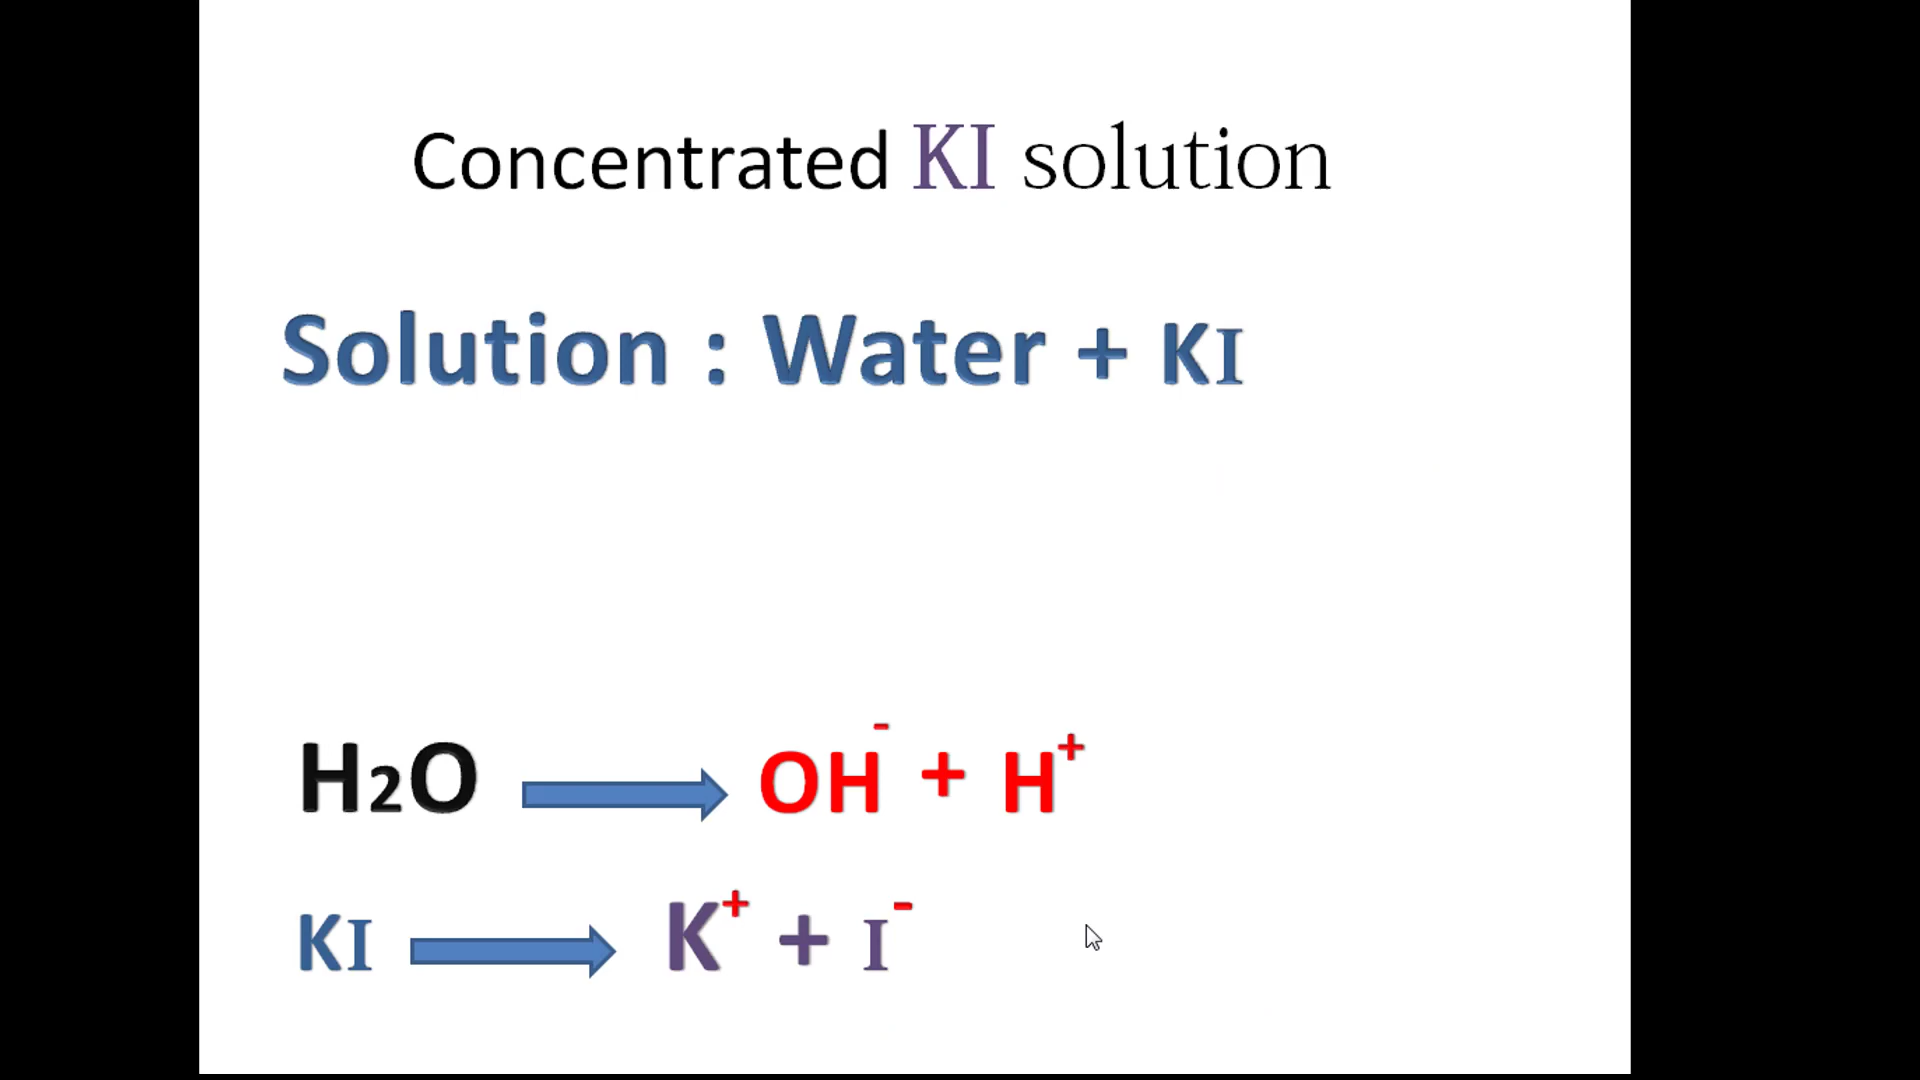 Concentrated KI solution
Solution : Water + KI
H₂O → OH⁻ + H⁺
KI → K⁺ + I⁻